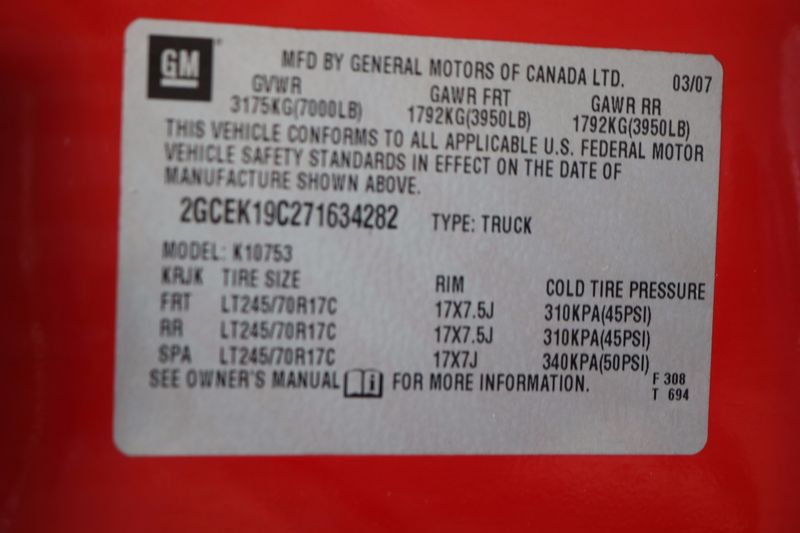 GM
MFD BY GENERAL MOTORS OF CANADA LTD. 03/07
GVWR GAWR FRT GAWR RR
3175KG(7000LB) 1792KG(3950LB) 1792KG(3950LB)
THIS VEHICLE CONFORMS TO ALL APPLICABLE U.S. FEDERAL MOTOR
VEHICLE SAFETY STANDARDS IN EFFECT ON THE DATE OF
MANUFACTURE SHOWN ABOVE.
2GCEK19C271634282 TYPE: TRUCK
MODEL: K10753
KRJK TIRE SIZE RIM COLD TIRE PRESSURE
FRT LT245/70R17C 17X7.5J 310KPA(45PSI)
RR LT245/70R17C 17X7.5J 310KPA(45PSI)
SPA LT245/70R17C 17X7J 340KPA(50PSI)
SEE OWNER'S MANUAL i FOR MORE INFORMATION. F 308
T 694